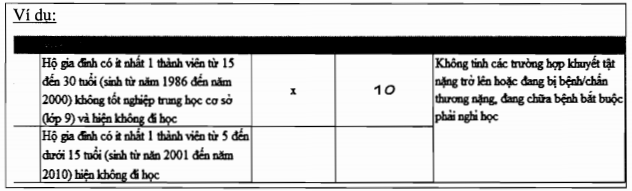 Ví dụ:
Hộ gia đình có ít nhất 1 thành viên từ 15
đến 30 tuổi (sinh từ năm 1986 đến năm
2000) không tốt nghiệp trung học cơ sở
(lớp 9) và hiện không đi học
x
10
Không tính các trường hợp khuyết tật
nặng trở lên hoặc đang bị bệnh/chấn
thương nặng, đang chữa bệnh bắt buộc
phải nghỉ học
Hộ gia đình có ít nhất 1 thành viên từ 5 đến
dưới 15 tuổi (sinh từ năn 2001 đến năm
2010) hiện không đi học